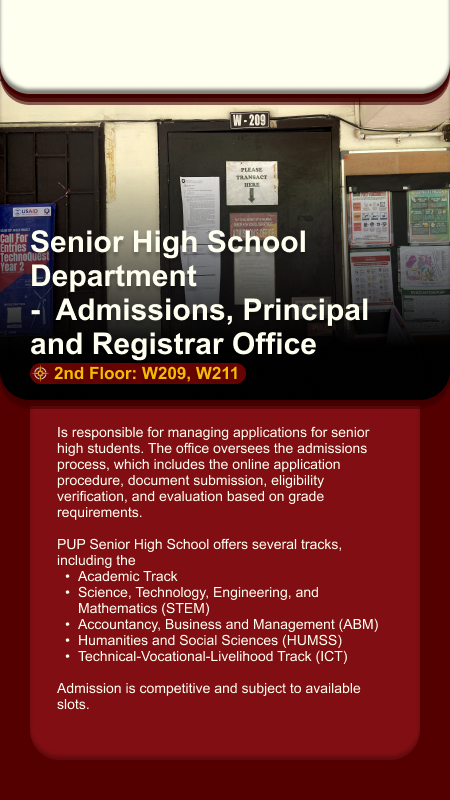 W - 209
PLEASE
TRANSACT
HERE
USAID
Call For
Entries
TechnoQuest
Year 2
Senior High School
Department
- Admissions, Principal
and Registrar Office
2nd Floor: W209, W211
Is responsible for managing applications for senior
high students. The office oversees the admissions
process, which includes the online application
procedure, document submission, eligibility
verification, and evaluation based on grade
requirements.
PUP Senior High School offers several tracks,
including the
• Academic Track
• Science, Technology, Engineering, and
Mathematics (STEM)
• Accountancy, Business and Management (ABM)
• Humanities and Social Sciences (HUMSS)
• Technical-Vocational-Livelihood Track (ICT)
Admission is competitive and subject to available
slots.